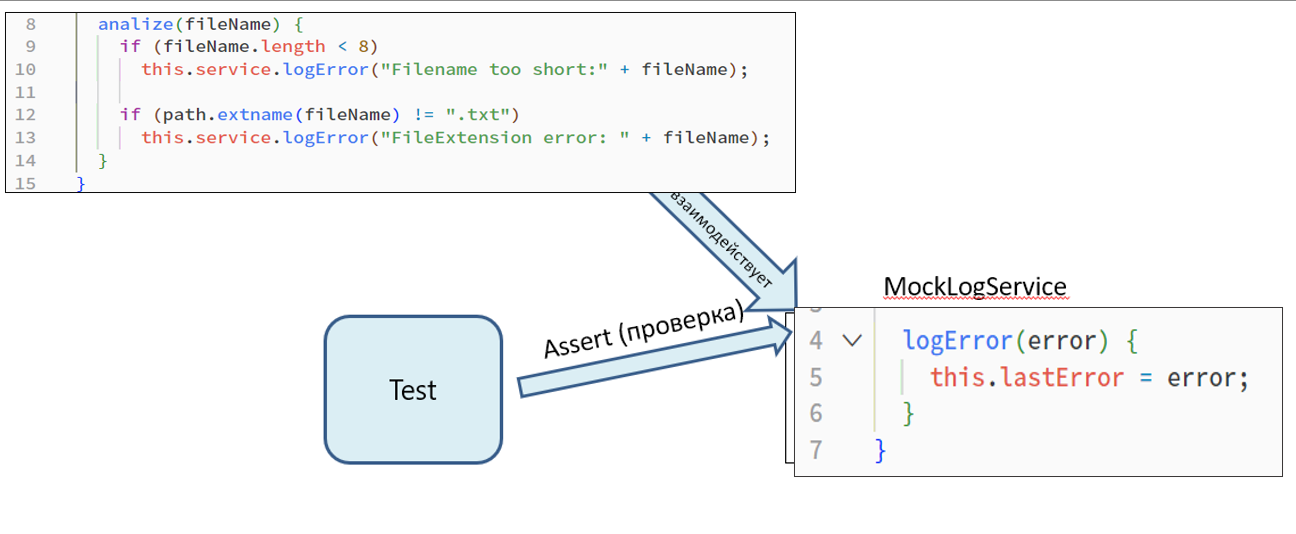 8 analize(fileName) {
9 if (fileName.length < 8)
10 this.service.logError("Filename too short:" + fileName);
11
12 if (path.extname(fileName) != ".txt")
13 this.service.logError("FileExtension error: " + fileName);
14 }
15 }
взаимодействует
MockLogService
Assert (проверка)
Test
4 logError(error) {
5 this.lastError = error;
6 }
7 }